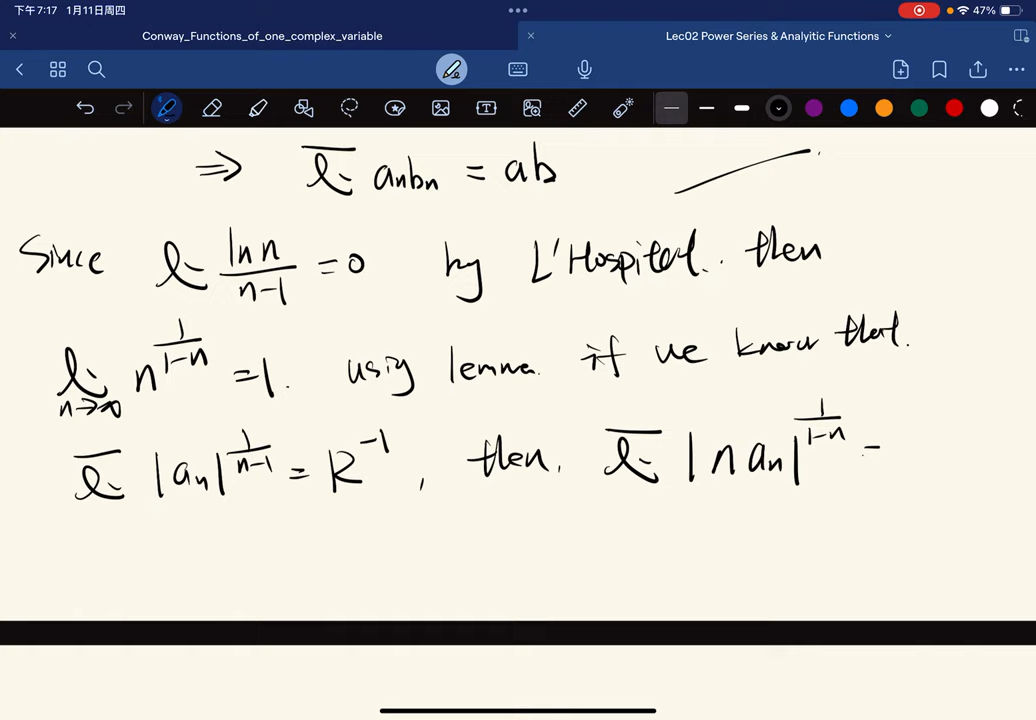 下午7:17 1月11日周四
47%
Conway_Functions_of_one_complex_variable
Lec02 Power Series & Analyitic Functions
⇒ lim̅ aₙbₙ = ab
Since lim ln n / (n-1) = 0 by L'Hospital. then
lim_{n→∞} n^{1/(1-n)} = 1. using lemma. if we know that.
lim̅ |aₙ|^{1/(n-1)} = R⁻¹, then. lim̅ |n aₙ|^{1/(1-n)} =